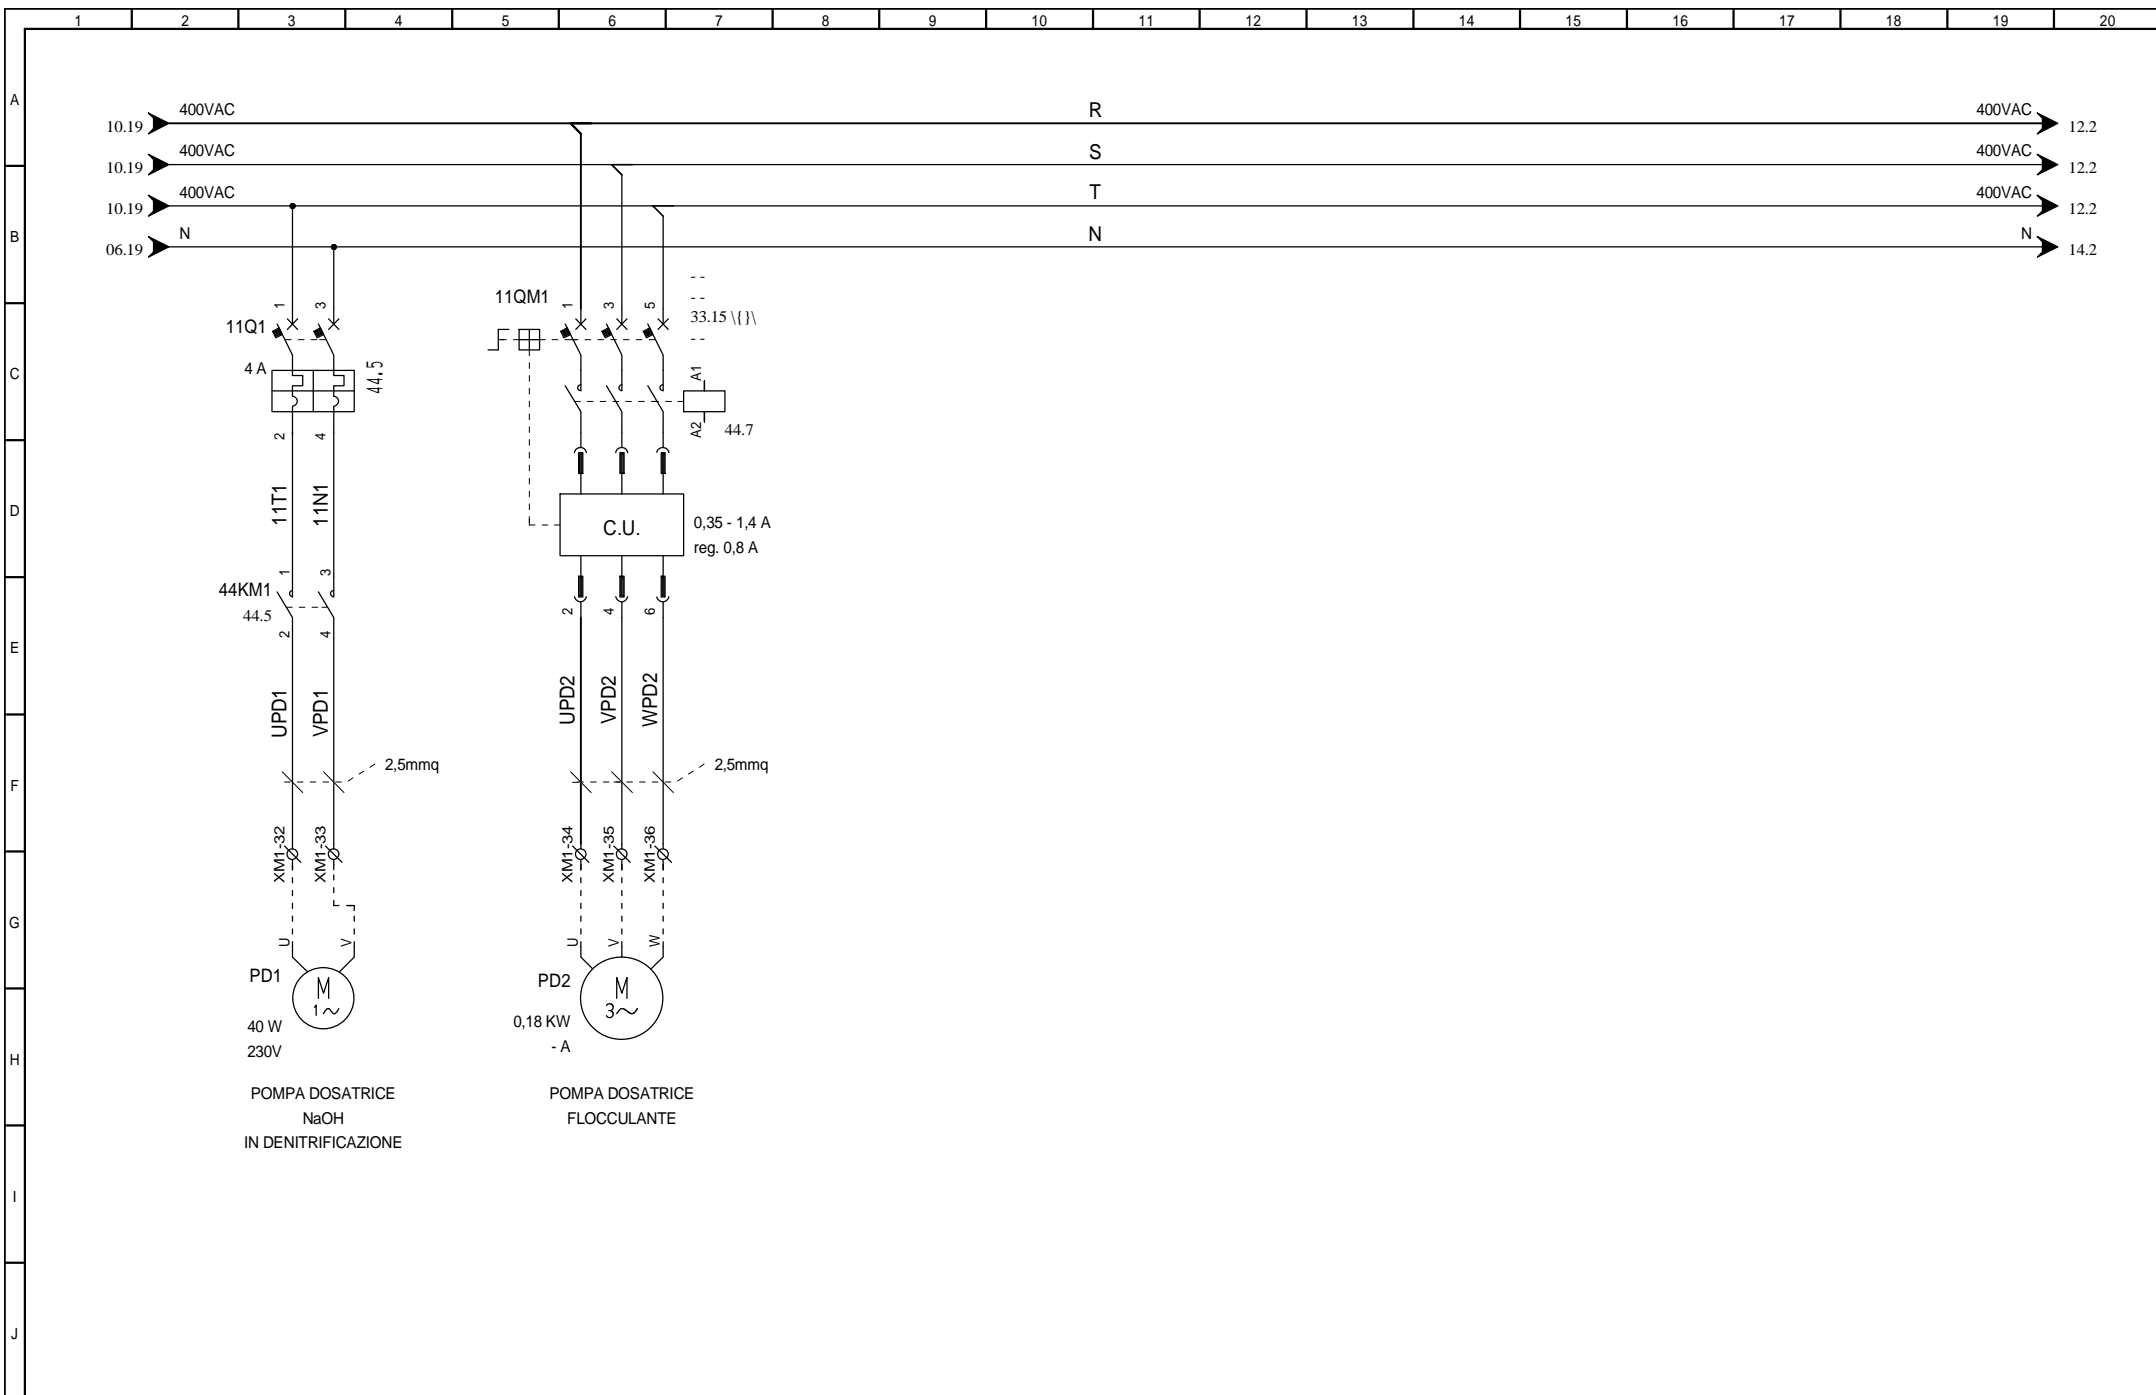 1 2 3 4 5 6 7 8 9 10 11 12 13 14 15 16 17 18 19 20
A
B
C
D
E
F
G
H
I
J
10.19 400VAC R 400VAC 12.2
10.19 400VAC S 400VAC 12.2
10.19 400VAC T 400VAC 12.2
06.19 N N N 14.2
1 3
11Q1
4 A
44.5
2 4
11T1 11N1
1 3
44KM1
44.5
2 4
UPD1 VPD1
2,5mmq
XM1-32 XM1-33
U V
PD1
M
1~
40 W
230V
POMPA DOSATRICE
NaOH
IN DENITRIFICAZIONE
- -
- -
33.15 \{}\
- -
11QM1
1 3 5
A1
A2
44.7
C.U.
0,35 - 1,4 A
reg. 0,8 A
2 4 6
UPD2 VPD2 WPD2
2,5mmq
XM1-34 XM1-35 XM1-36
U V W
PD2
M
3~
0,18 KW
- A
POMPA DOSATRICE
FLOCCULANTE